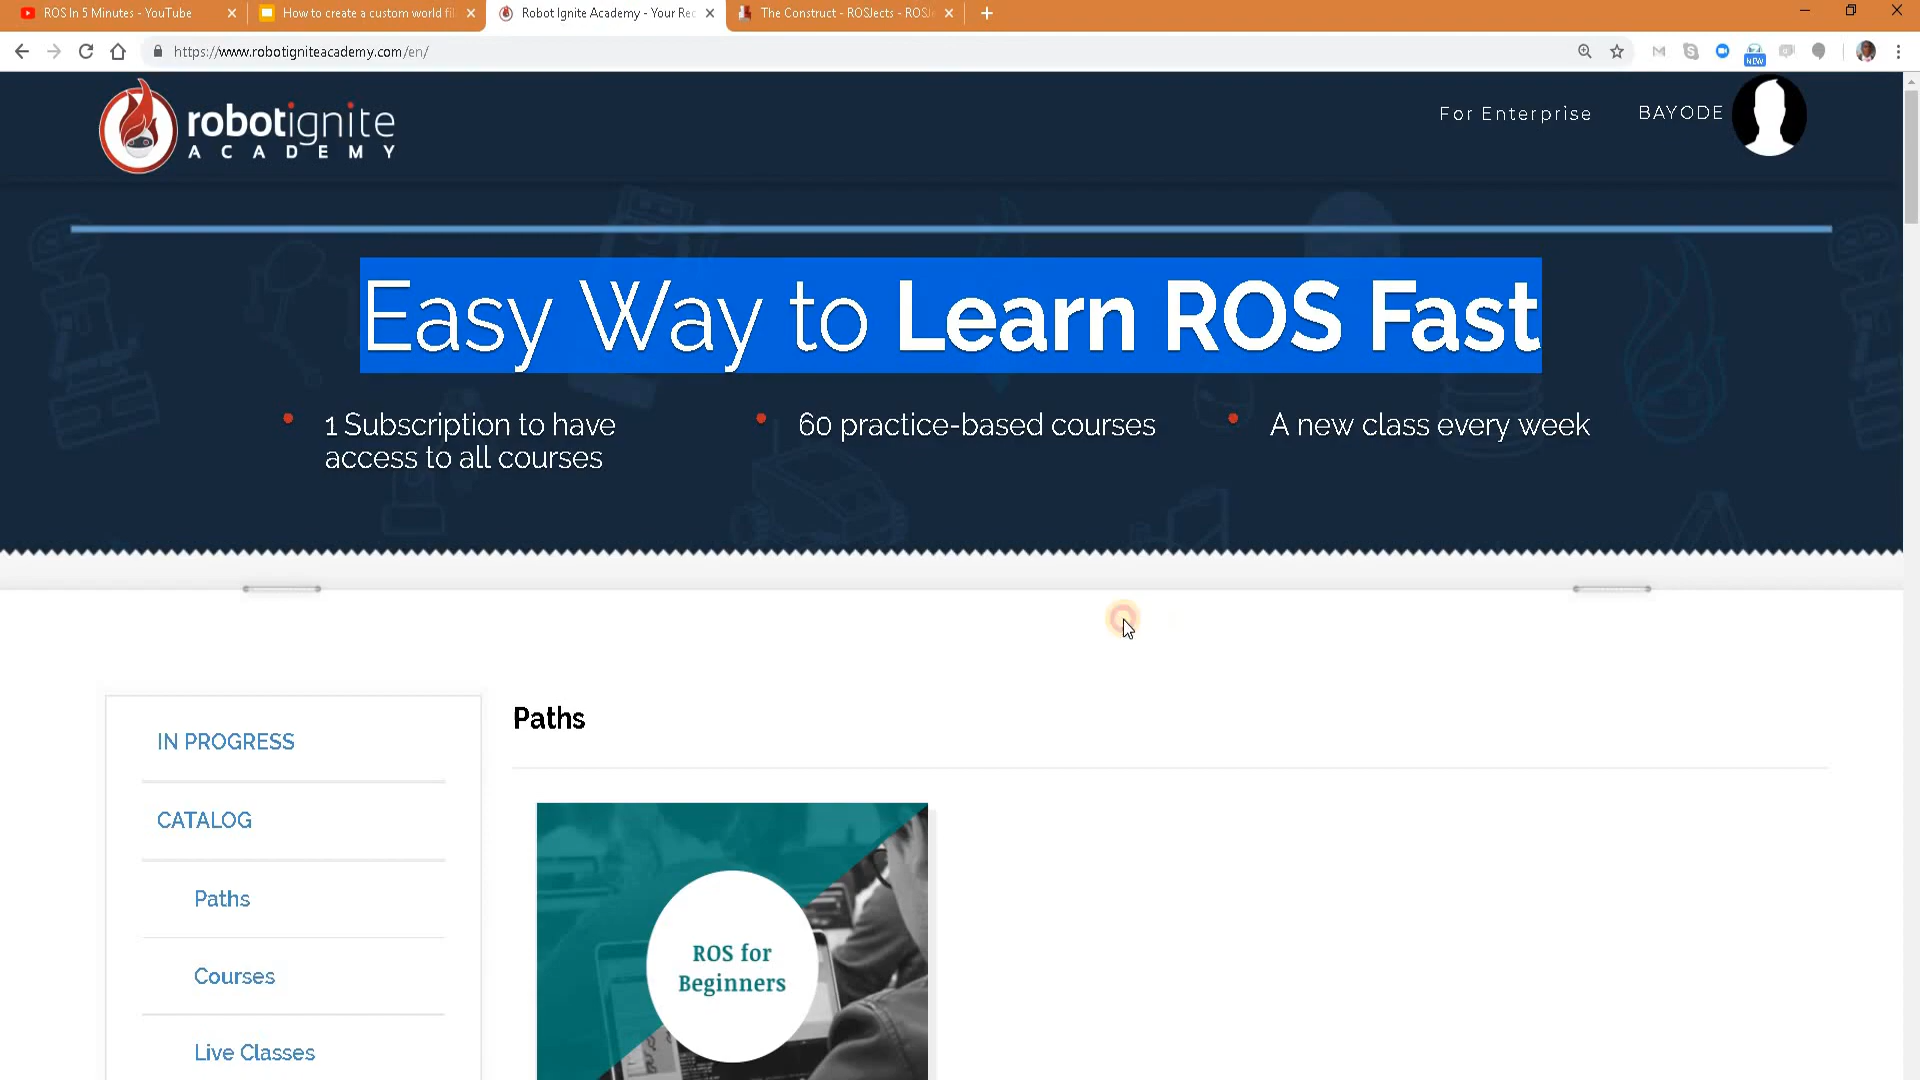 ROS In 5 Minutes - YouTube
How to create a custom world fil
Robot Ignite Academy - Your Rec
The Construct - ROSJects - ROSJe
https://www.robotigniteacademy.com/en/
NEW
robotignite
ACADEMY
For Enterprise
BAYODE
Easy Way to Learn ROS Fast
1 Subscription to have
access to all courses
60 practice-based courses
A new class every week
IN PROGRESS
CATALOG
Paths
Courses
Live Classes
Paths
ROS for
Beginners